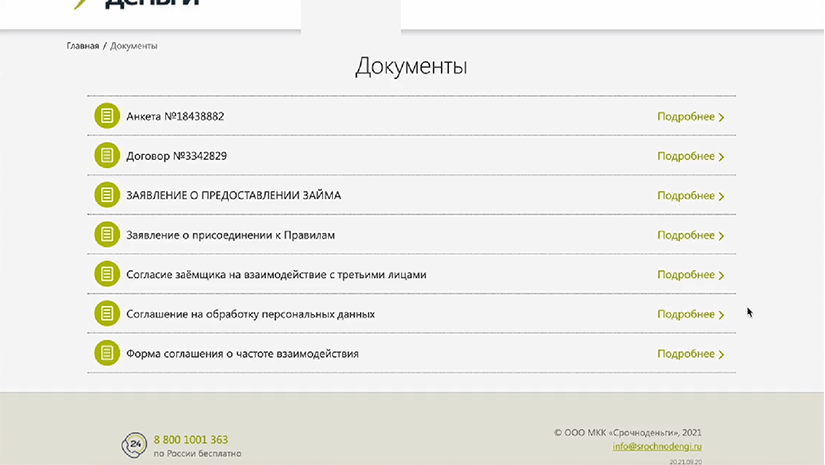 ДЕНЬГИ
Главная / Документы
Документы
Анкета №18438882 Подробнее
Договор №3342829 Подробнее
ЗАЯВЛЕНИЕ О ПРЕДОСТАВЛЕНИИ ЗАЙМА Подробнее
Заявление о присоединении к Правилам Подробнее
Согласие заёмщика на взаимодействие с третьими лицами Подробнее
Соглашение на обработку персональных данных Подробнее
Форма соглашения о частоте взаимодействия Подробнее
24 8 800 1001 363
по России бесплатно
© ООО МКК «Срочноденьги», 2021
info@srochnodengi.ru
2021.09.20